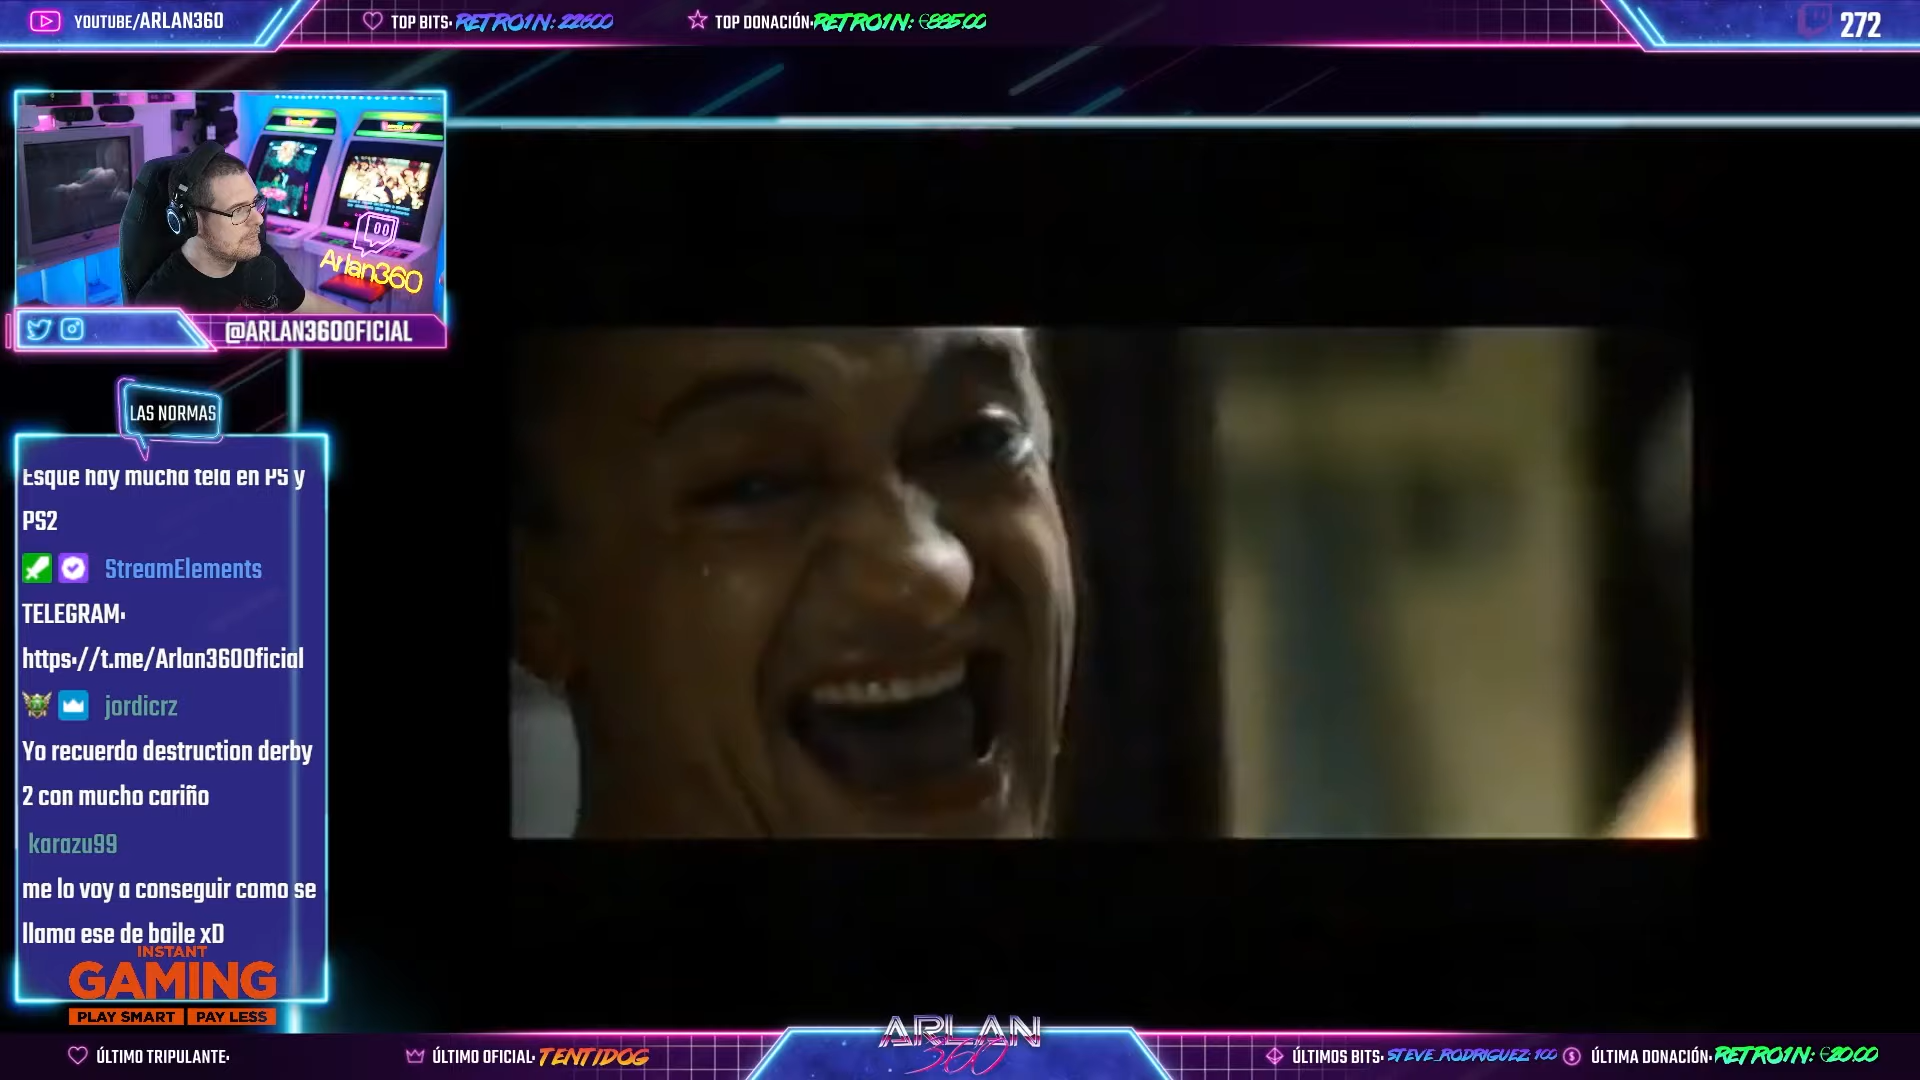 YOUTUBE/ARLAN360
TOP BITS: RETRO1N: 22600
TOP DONACIÓN: RETRO1N: €885.00
272
Arlan360
@ARLAN360OFICIAL
LAS NORMAS
Esque hay mucha tela en PS y
PS2
StreamElements
TELEGRAM:
https://t.me/Arlan360Oficial
jordicrz
Yo recuerdo destruction derby
2 con mucho cariño
karazu99
me lo voy a conseguir como se
llama ese de baile xD
INSTANT
GAMING
PLAY SMART PAY LESS
ARLAN
360
ÚLTIMO TRIPULANTE:
ÚLTIMO OFICIAL: TENTIDOG
ÚLTIMOS BITS: STEVE_RODRIGUEZ: 100
ÚLTIMA DONACIÓN: RETRO1N: €20.00